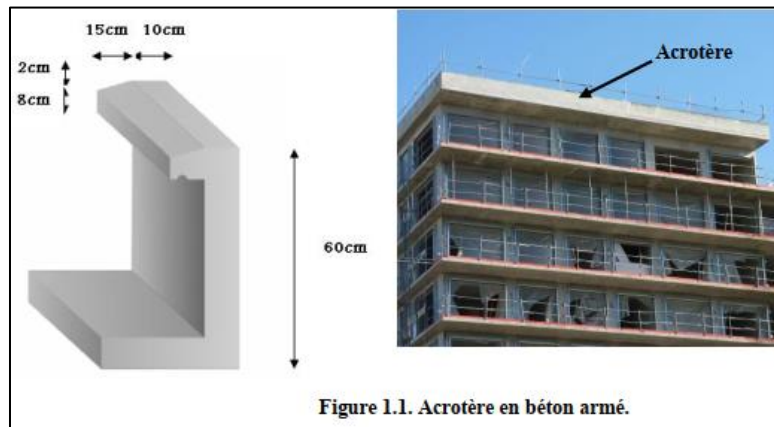 15cm 10cm
2cm
8cm
60cm
Acrotère
Figure 1.1. Acrotère en béton armé.